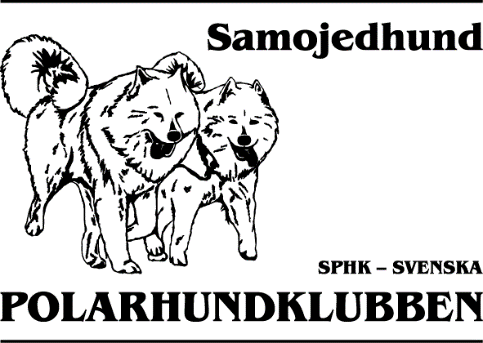 Samojedhund
SPHK – SVENSKA
POLARHUNDKLUBBEN